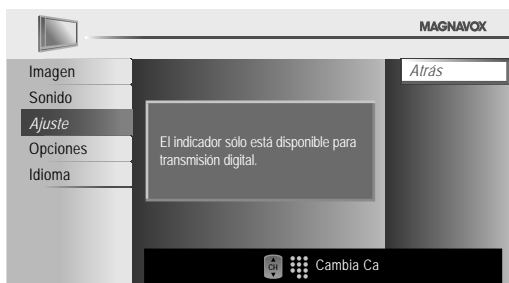 MAGNAVOX
Imagen
Sonido
Ajuste
Opciones
Idioma
Atrás
El indicador sólo está disponible para
transmisión digital.
CH
Cambia Ca